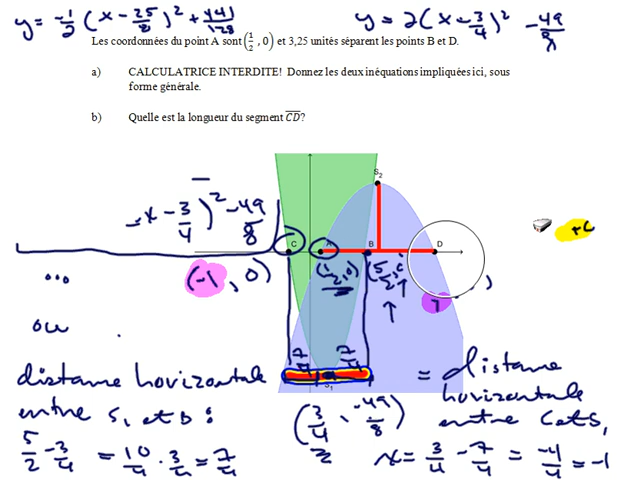 y = -1/2 (x - 25/8)² + 441/128
y = 2(x - 3/4)² - 49/8
Les coordonnées du point A sont (1/2, 0) et 3,25 unités séparent les points B et D.
a) CALCULATRICE INTERDITE! Donnez les deux inéquations impliquées ici, sous
forme générale.
b) Quelle est la longueur du segment CD?
S₂
x - 3/4)² - 49/8
+C
C
A
B
D
(-1, 0)
(1/2, 0)
(5/2,
...
ou
7/4
7/4
7
S₁
distance horizontale
entre S₁ et B :
5/2 - 3/4 = 10/4 - 3/4 = 7/4
(3/4, -49/8)
= distance
horizontale
entre C et S₁
x = 3/4 - 7/4 = -4/4 = -1